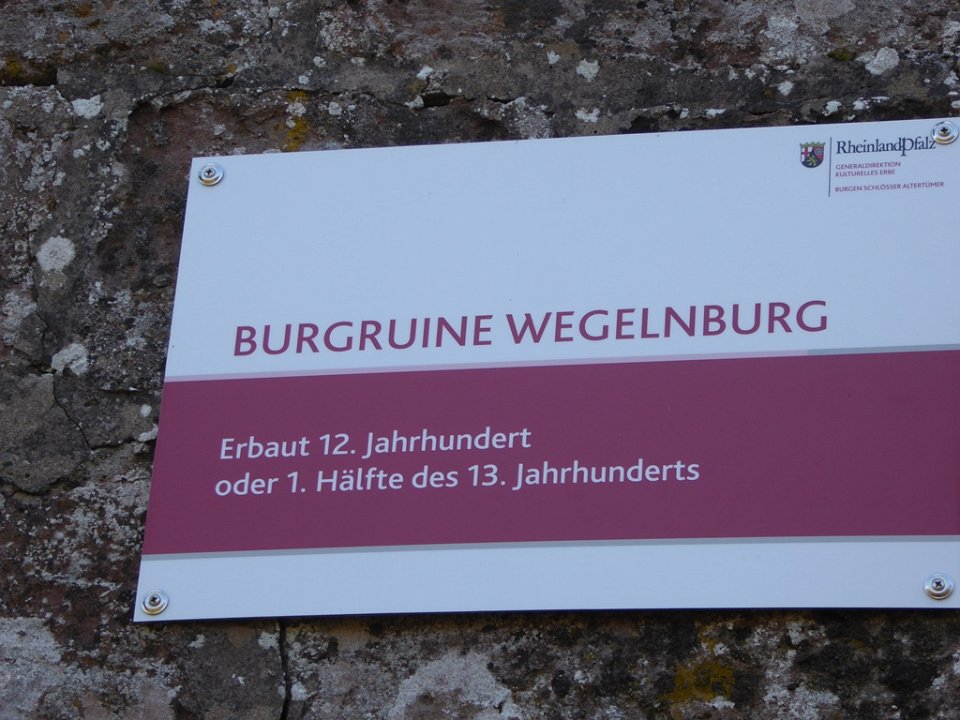 RheinlandPfalz
GENERALDIREKTION
KULTURELLES ERBE
BURGEN SCHLÖSSER ALTERTÜMER
BURGRUINE WEGELNBURG
Erbaut 12. Jahrhundert
oder 1. Hälfte des 13. Jahrhunderts